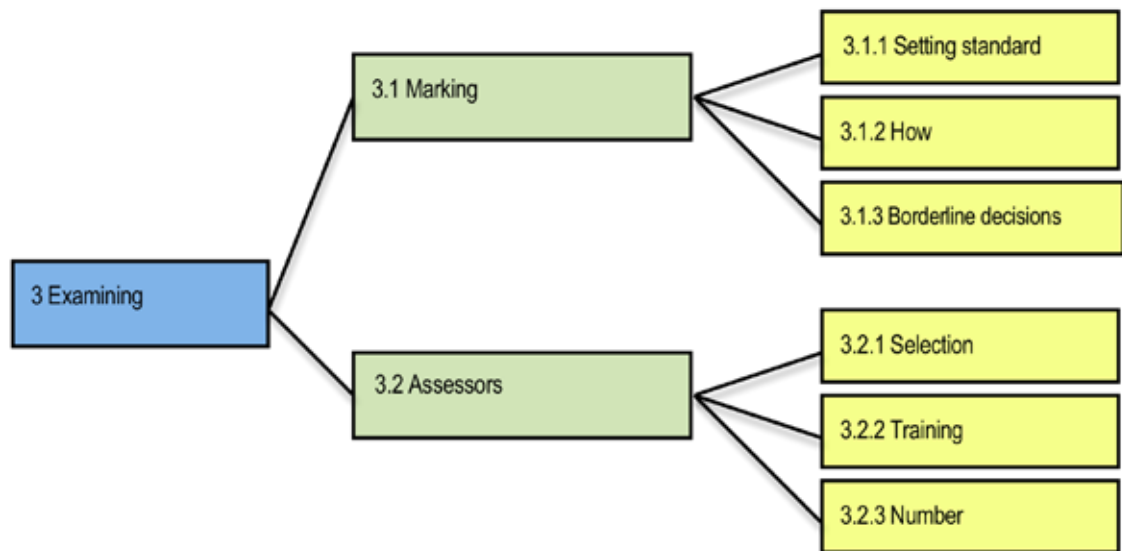 3 Examining
3.1 Marking
3.1.1 Setting standard
3.1.2 How
3.1.3 Borderline decisions
3.2 Assessors
3.2.1 Selection
3.2.2 Training
3.2.3 Number